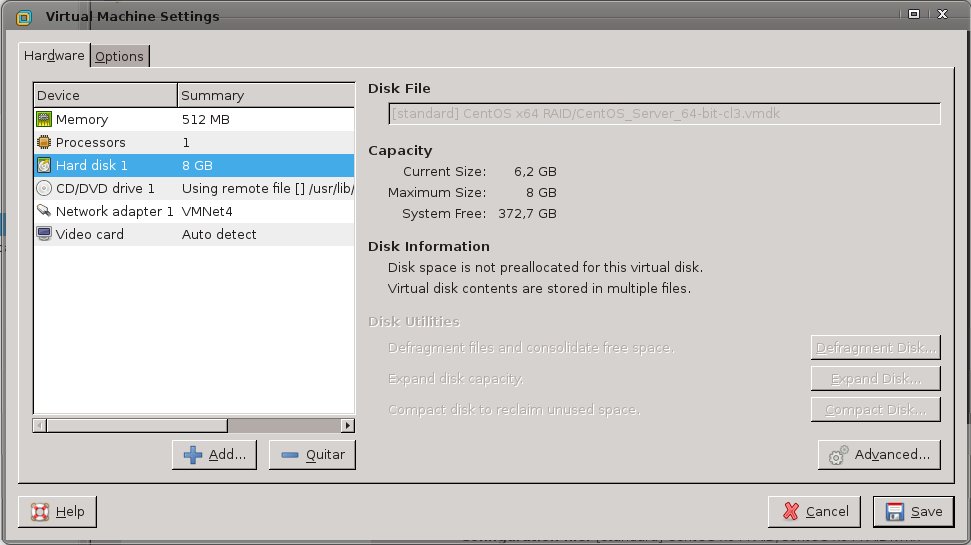 Virtual Machine Settings
Hardware Options
Device Summary
Memory 512 MB
Processors 1
Hard disk 1 8 GB
CD/DVD drive 1 Using remote file [] /usr/lib/
Network adapter 1 VMNet4
Video card Auto detect
Add...
Quitar
Disk File
[standard] CentOS x64 RAID/CentOS_Server_64-bit-cl3.vmdk
Capacity
Current Size: 6,2 GB
Maximum Size: 8 GB
System Free: 372,7 GB
Disk Information
Disk space is not preallocated for this virtual disk.
Virtual disk contents are stored in multiple files.
Disk Utilities
Defragment files and consolidate free space. Defragment Disk...
Expand disk capacity. Expand Disk...
Compact disk to reclaim unused space. Compact Disk...
Advanced...
Help
Cancel
Save